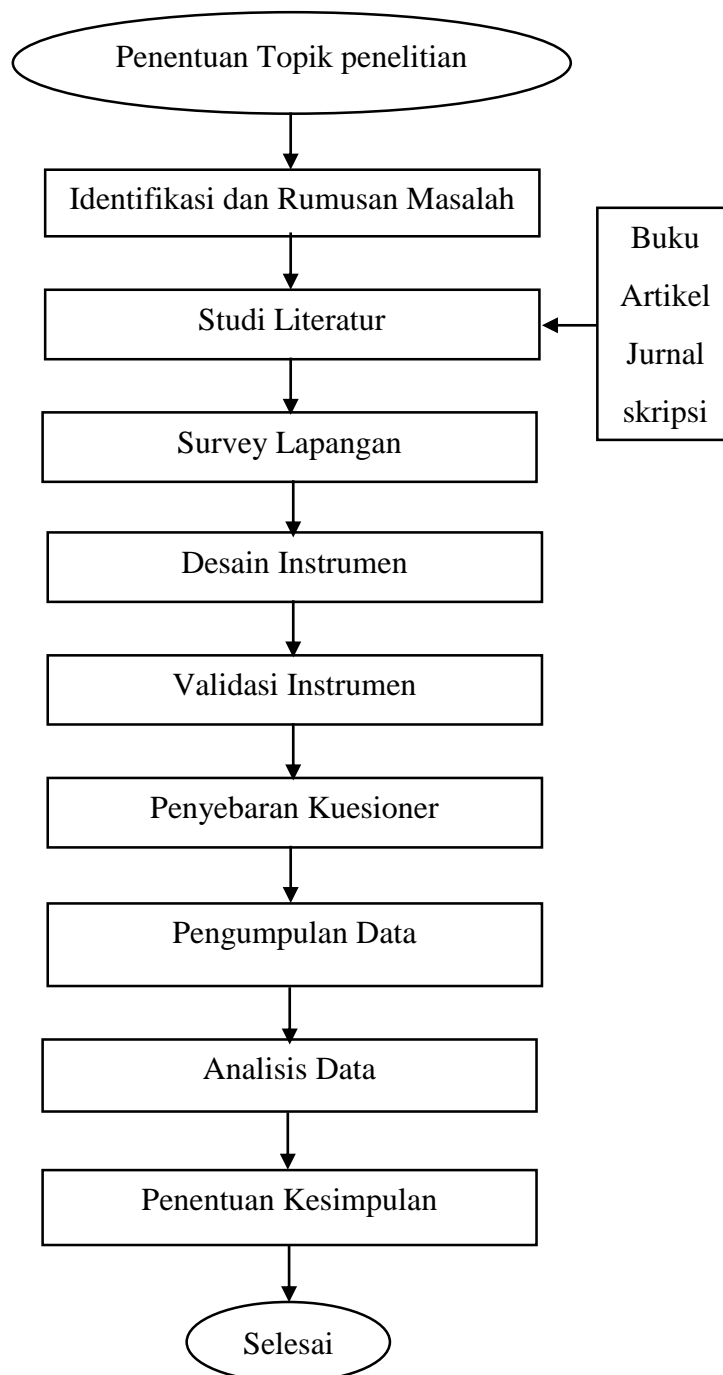 Penentuan Topik penelitian
Identifikasi dan Rumusan Masalah
Studi Literatur
Buku
Artikel
Jurnal
skripsi
Survey Lapangan
Desain Instrumen
Validasi Instrumen
Penyebaran Kuesioner
Pengumpulan Data
Analisis Data
Penentuan Kesimpulan
Selesai